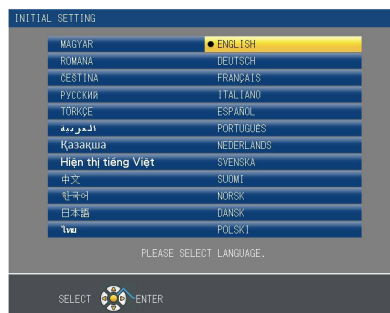 INITIAL SETTING
MAGYAR ENGLISH
ROMÂNĂ DEUTSCH
ČEŠTINA FRANÇAIS
РУССКИЙ ITALIANO
TÜRKÇE ESPAÑOL
العربية PORTUGUÊS
Қазақша NEDERLANDS
Hiện thị tiếng Việt SVENSKA
中文 SUOMI
한국어 NORSK
日本語 DANSK
ไทย POLSKI
PLEASE SELECT LANGUAGE.
SELECT ENTER